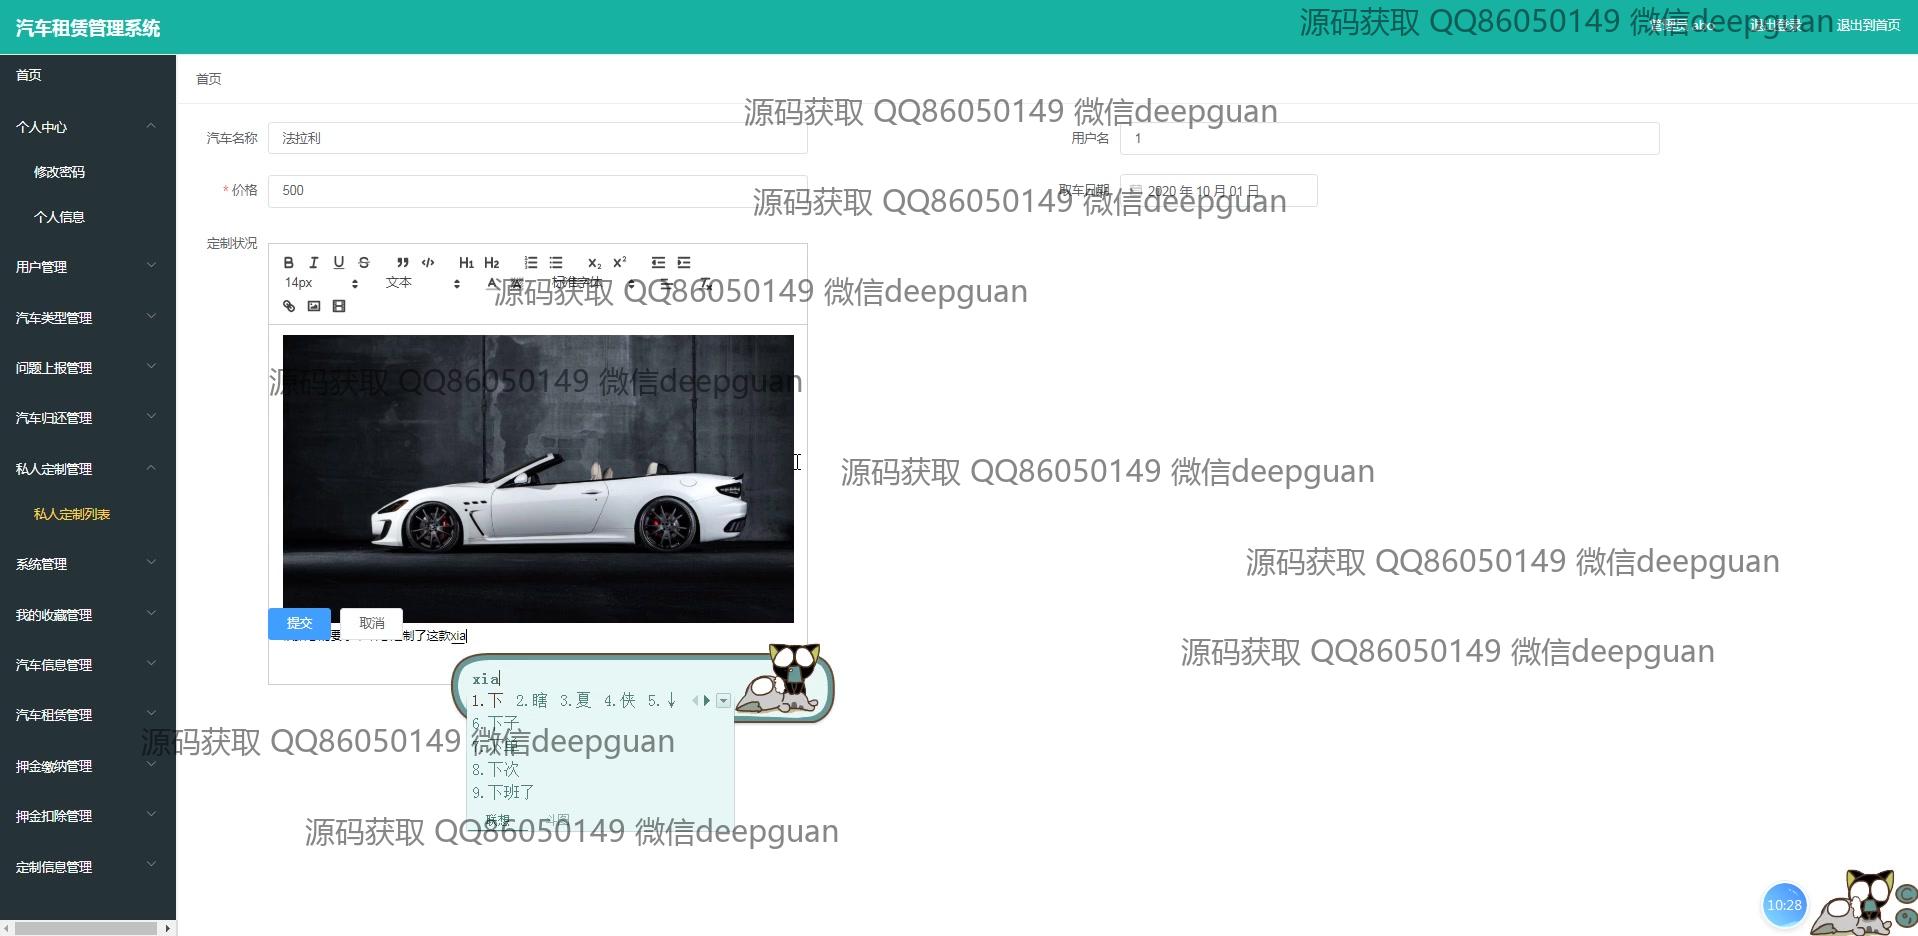 汽车租赁管理系统
源码获取 QQ86050149 微信deepguan
管理员 abo
退出登录
退出到首页
首页
首页
个人中心
修改密码
个人信息
用户管理
汽车类型管理
问题上报管理
汽车归还管理
私人定制管理
私人定制列表
系统管理
我的收藏管理
汽车信息管理
汽车租赁管理
押金缴纳管理
押金扣除管理
定制信息管理
源码获取 QQ86050149 微信deepguan
汽车名称 法拉利
用户名 1
* 价格 500
取车日期 2020 年 10 月 01 日
源码获取 QQ86050149 微信deepguan
定制状况
B I U S H1 H2 X₂ X²
14px 文本 标准字体
源码获取 QQ86050149 微信deepguan
源码获取 QQ86050149 微信deepguan
源码获取 QQ86050149 微信deepguan
源码获取 QQ86050149 微信deepguan
提交 取消
制了这款xia
源码获取 QQ86050149 微信deepguan
xia
1.下 2.瞎 3.夏 4.侠 5.↓
6.下子
源码获取 QQ86050149 微信deepguan
8.下次
9.下班了
联想 斗图
源码获取 QQ86050149 微信deepguan
10:28